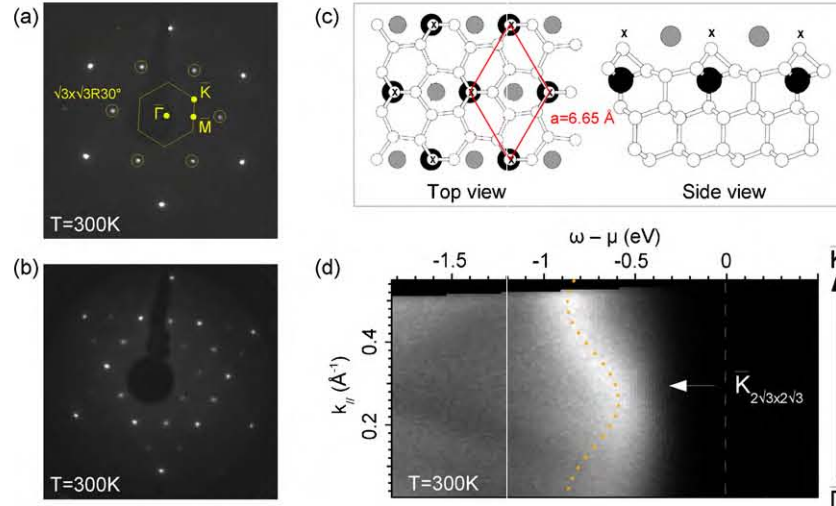 (a)
√3x√3R30°
Γ
K
M
T=300K
(b)
T=300K
(c)
a=6.65 Å
Top view
Side view
ω – μ (eV)
-1.5
-1
-0.5
0
(d)
k// (Å⁻¹)
0.4
0.2
K̅2√3x2√3
T=300K